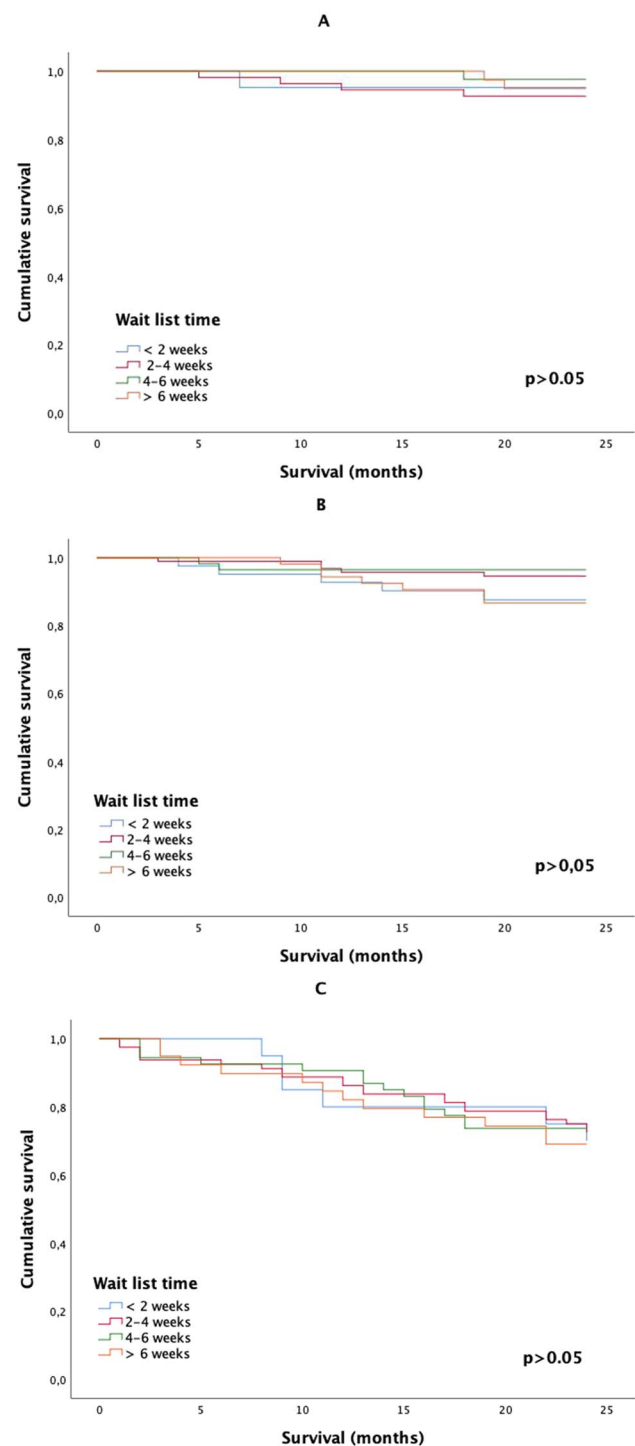 A
1,0
0,8
0,6
0,4
0,2
0,0
Cumulative survival
Wait list time
< 2 weeks
2-4 weeks
4-6 weeks
> 6 weeks
p>0.05
0 5 10 15 20 25
Survival (months)
B
1,0
0,8
0,6
0,4
0,2
0,0
Cumulative survival
Wait list time
< 2 weeks
2-4 weeks
4-6 weeks
> 6 weeks
p>0,05
0 5 10 15 20 25
Survival (months)
C
1,0
0,8
0,6
0,4
0,2
0,0
Cumulative survival
Wait list time
< 2 weeks
2-4 weeks
4-6 weeks
> 6 weeks
p>0.05
0 5 10 15 20 25
Survival (months)